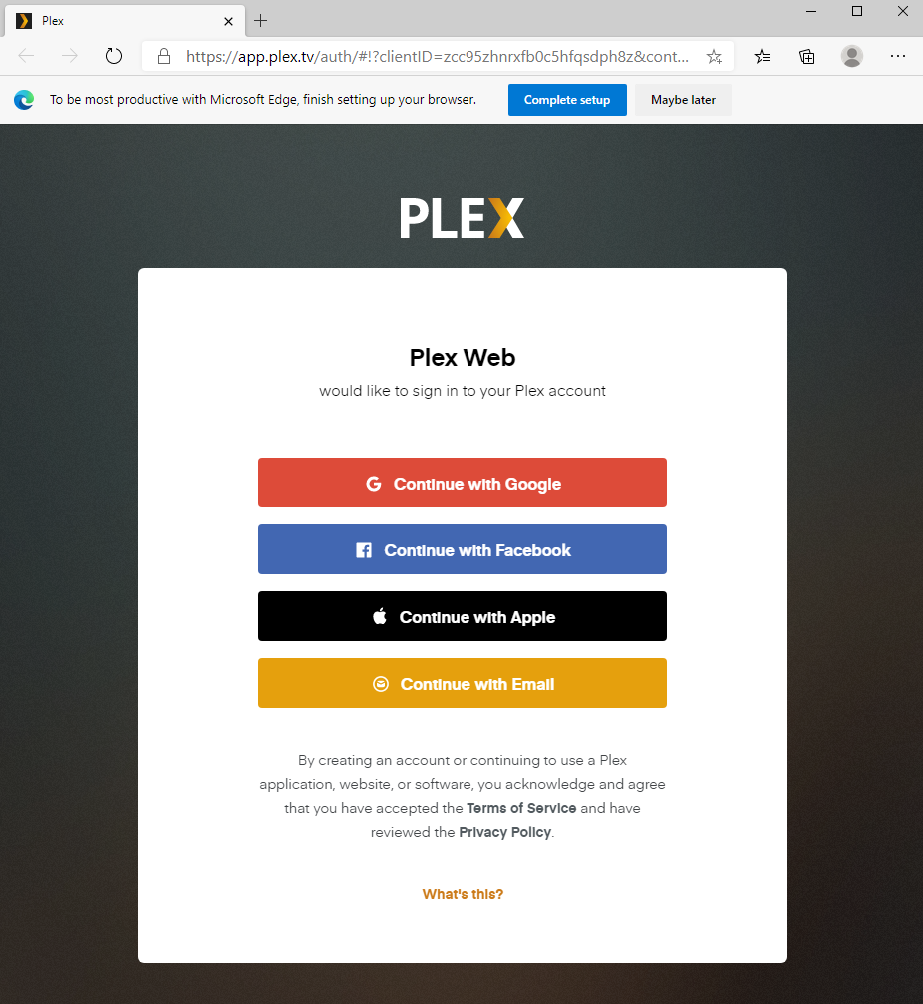 Plex
https://app.plex.tv/auth/#!?clientID=zcc95zhnrxfb0c5hfqsdph8z&cont...
To be most productive with Microsoft Edge, finish setting up your browser.
Complete setup
Maybe later
PLEX
Plex Web
would like to sign in to your Plex account
Continue with Google
Continue with Facebook
Continue with Apple
Continue with Email
By creating an account or continuing to use a Plex
application, website, or software, you acknowledge and agree
that you have accepted the Terms of Service and have
reviewed the Privacy Policy.
What's this?